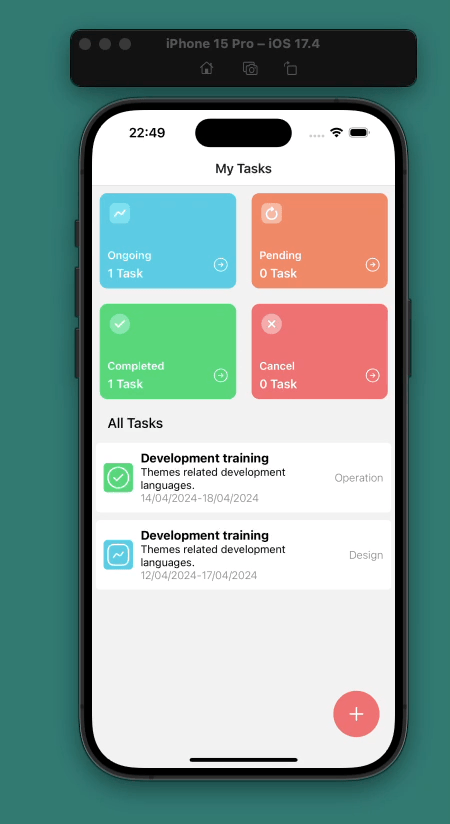 iPhone 15 Pro – iOS 17.4
22:49
My Tasks
Ongoing
1 Task
Pending
0 Task
Completed
1 Task
Cancel
0 Task
All Tasks
Development training
Themes related development
languages.
14/04/2024-18/04/2024
Operation
Development training
Themes related development
languages.
12/04/2024-17/04/2024
Design